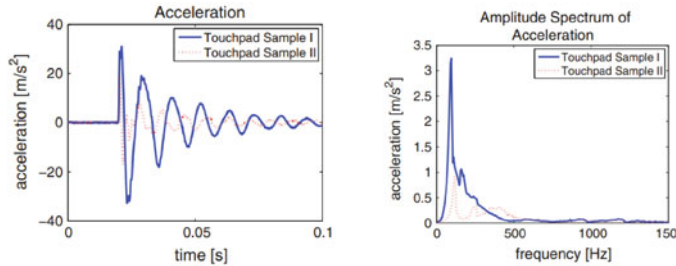 Acceleration
40
20
0
−20
−40
acceleration [m/s²]
Touchpad Sample I
Touchpad Sample II
0
0.05
0.1
time [s]
Amplitude Spectrum of
Acceleration
3.5
3
2.5
2
1.5
1
0.5
0
acceleration [m/s²]
Touchpad Sample I
Touchpad Sample II
0
500
1000
1500
frequency [Hz]